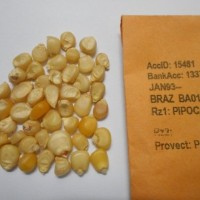 AccID: 15481
BankAcc: 133
JAN93--
BRAZ BA01
Rz1: PIPOC
Provect: P